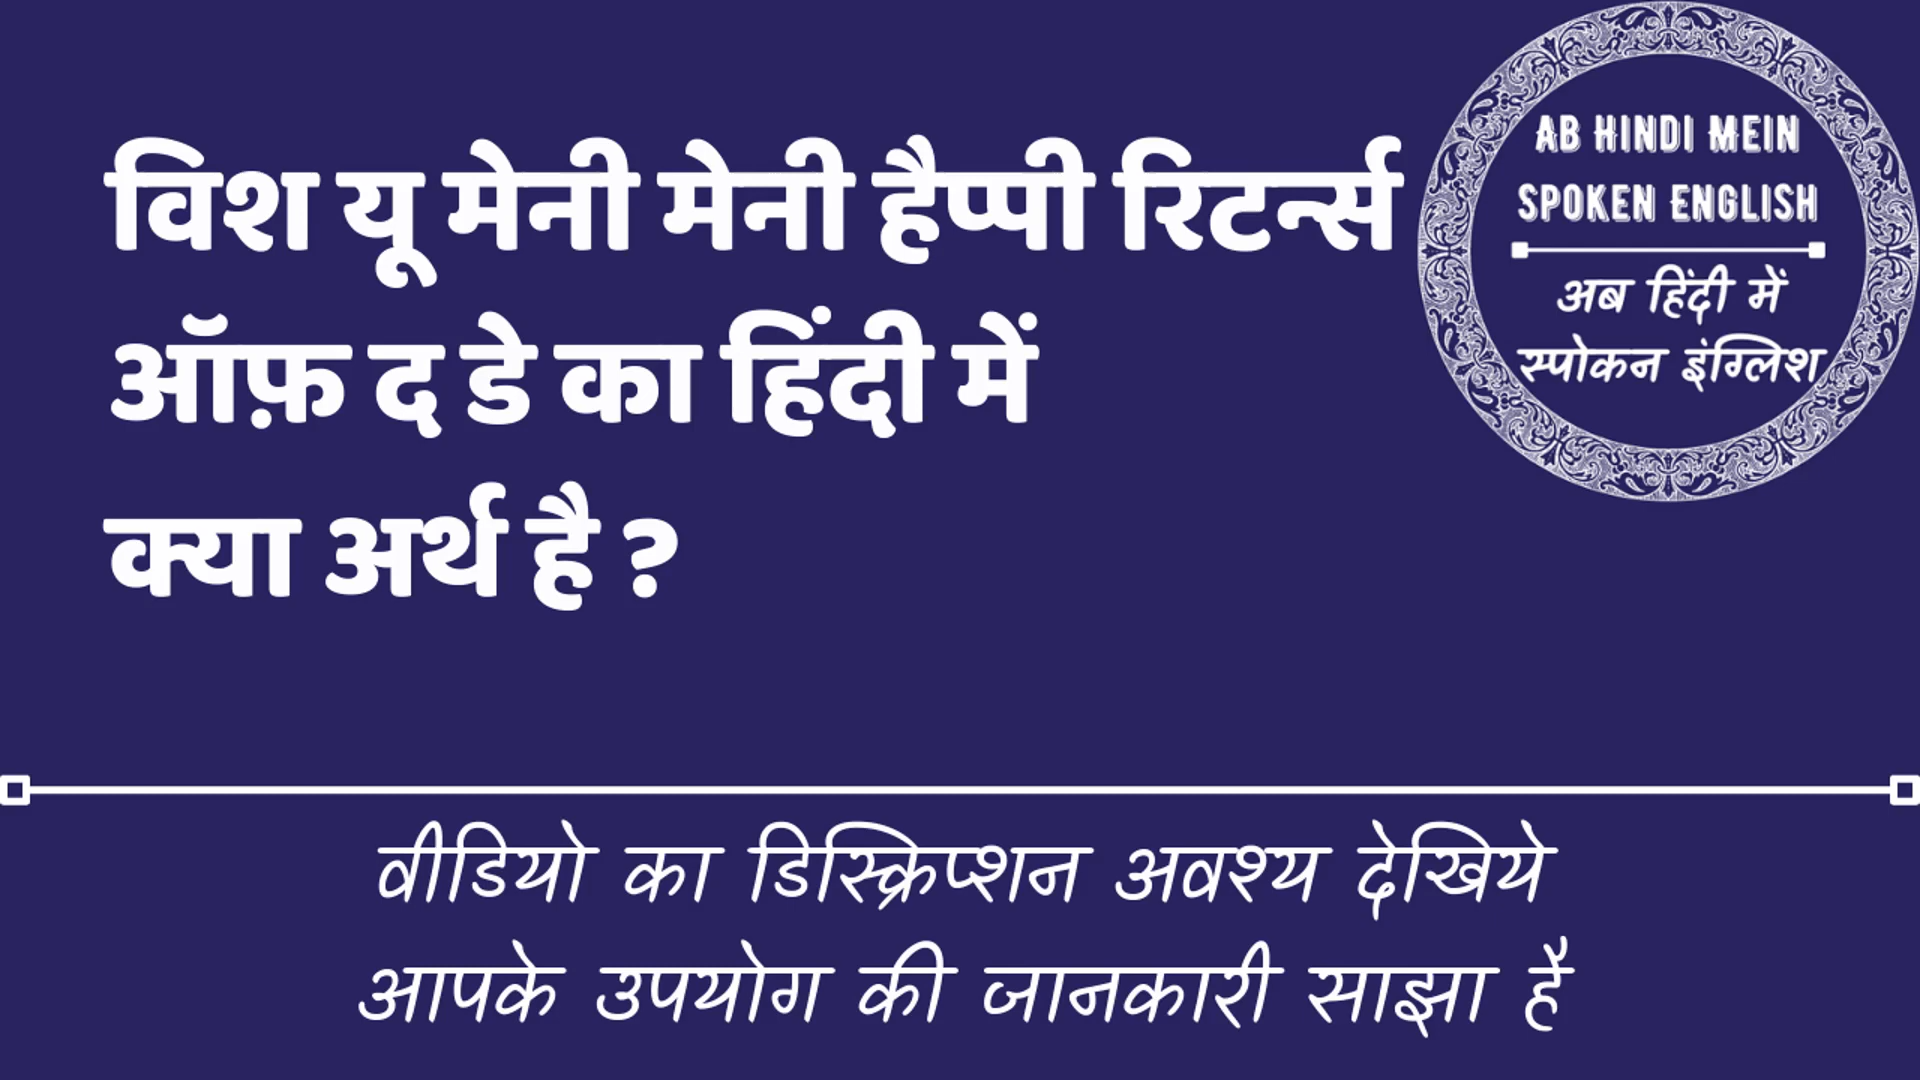 विश यू मेनी मेनी हैप्पी रिटर्न्स
ऑफ़ द डे का हिंदी में
क्या अर्थ है ?
AB HINDI MEIN
SPOKEN ENGLISH
अब हिंदी में
स्पोकन इंग्लिश
वीडियो का डिस्क्रिप्शन अवश्य देखिये
आपके उपयोग की जानकारी साझा है